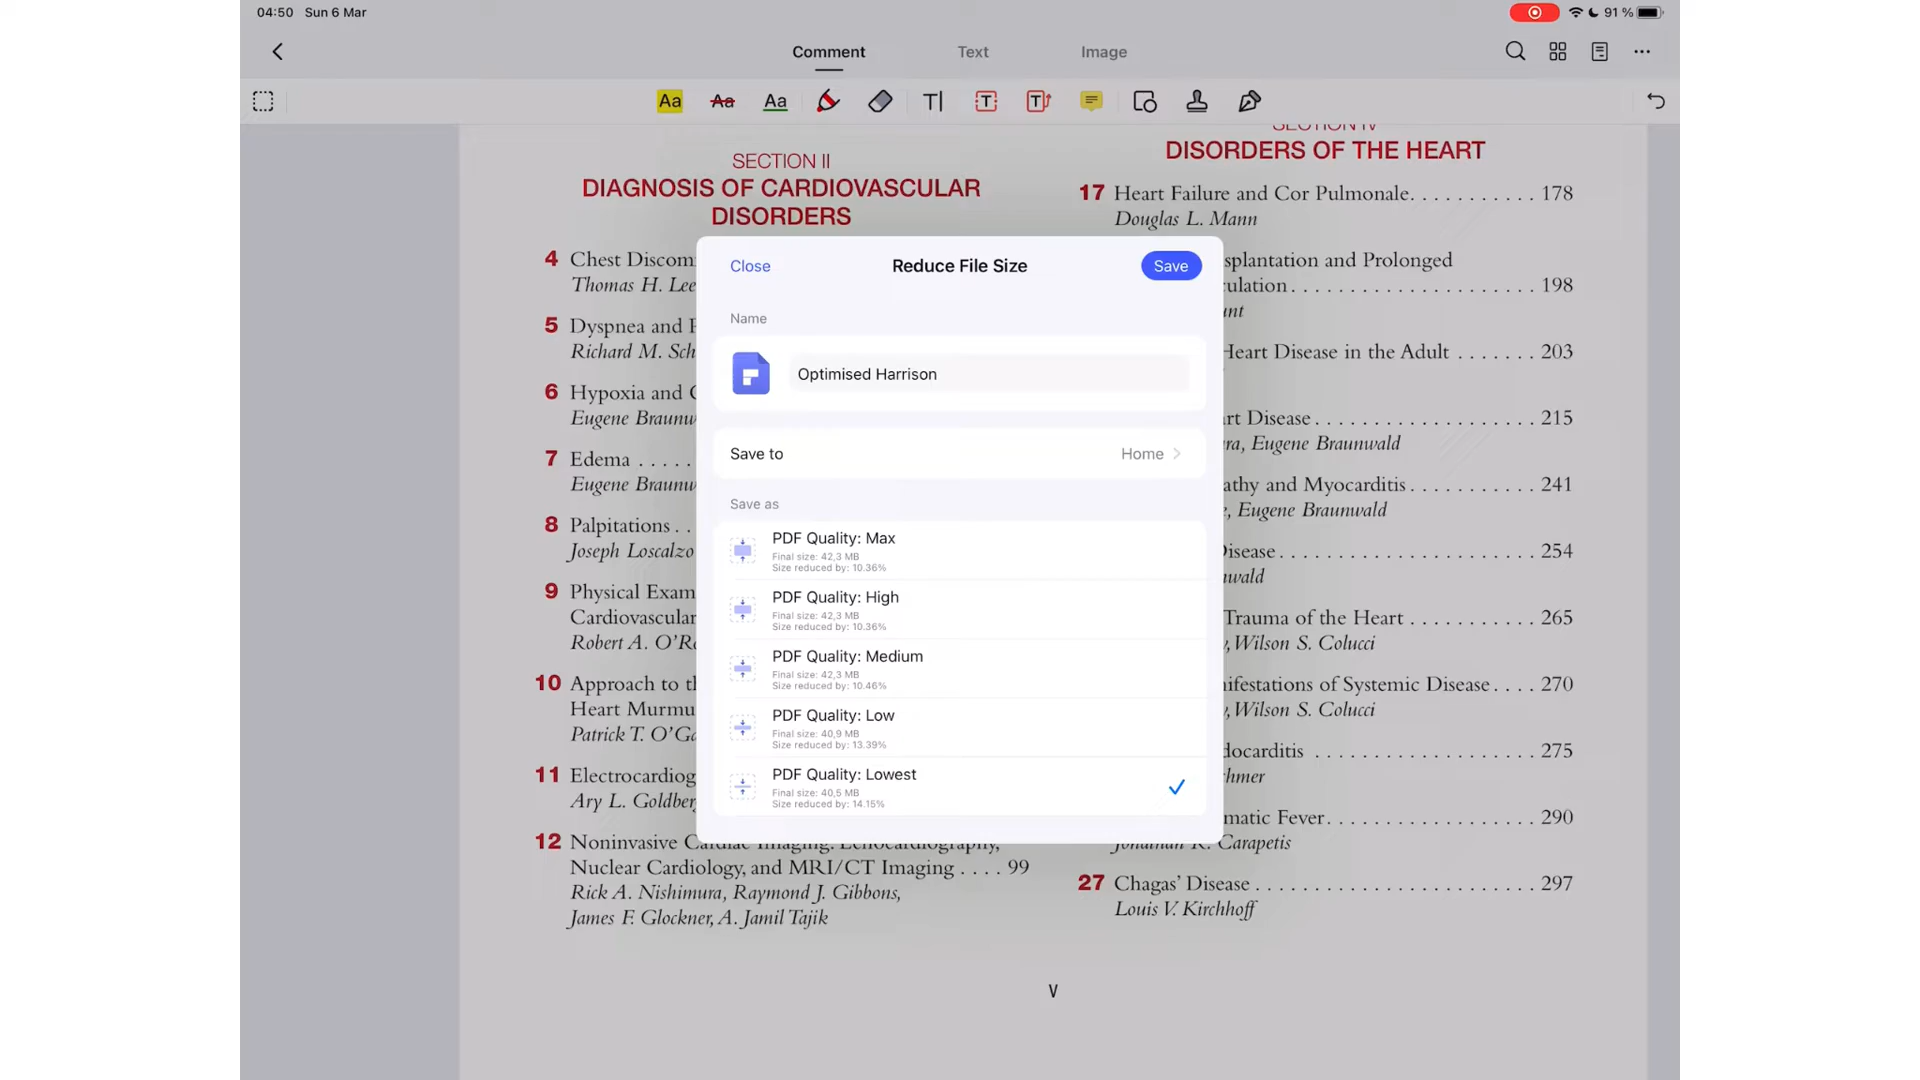 04:50 Sun 6 Mar
91 %
Comment Text Image
Aa Aa Aa T T T
SECTION II
DIAGNOSIS OF CARDIOVASCULAR
DISORDERS
4 Chest Discom
Thomas H. Lee
5 Dyspnea and
Richard M. Sch
6 Hypoxia and
Eugene Braunw
7 Edema . . . . .
Eugene Braunw
8 Palpitations . .
Joseph Loscalzo
9 Physical Exam
Cardiovascular
Robert A. O'Ro
10 Approach to th
Heart Murmu
Patrick T. O'Ga
11 Electrocardiog
Ary L. Goldber
12 Noninvasive Cardiac Imaging: Echocardiography,
Nuclear Cardiology, and MRI/CT Imaging . . . . 99
Rick A. Nishimura, Raymond J. Gibbons,
James F. Glockner, A. Jamil Tajik
SECTION IV
DISORDERS OF THE HEART
17 Heart Failure and Cor Pulmonale. . . . . . . . . . . 178
Douglas L. Mann
splantation and Prolonged
ulation. . . . . . . . . . . . . . . . . . . . . . 198
unt
Heart Disease in the Adult . . . . . . . 203
rt Disease. . . . . . . . . . . . . . . . . . . . 215
ra, Eugene Braunwald
athy and Myocarditis. . . . . . . . . . . 241
e, Eugene Braunwald
Disease. . . . . . . . . . . . . . . . . . . . . . . 254
wald
Trauma of the Heart . . . . . . . . . . . 265
, Wilson S. Colucci
ifestations of Systemic Disease. . . . 270
, Wilson S. Colucci
docarditis . . . . . . . . . . . . . . . . . . . . 275
hmer
matic Fever. . . . . . . . . . . . . . . . . . 290
Jonathan R. Carapetis
27 Chagas' Disease . . . . . . . . . . . . . . . . . . . . . . . . 297
Louis V. Kirchhoff
V
Close Reduce File Size Save
Name
Optimised Harrison
Save to Home
Save as
PDF Quality: Max
Final size: 42,3 MB
Size reduced by: 10.36%
PDF Quality: High
Final size: 42,3 MB
Size reduced by: 10.36%
PDF Quality: Medium
Final size: 42,3 MB
Size reduced by: 10.46%
PDF Quality: Low
Final size: 40,9 MB
Size reduced by: 13.39%
PDF Quality: Lowest
Final size: 40,5 MB
Size reduced by: 14.15%